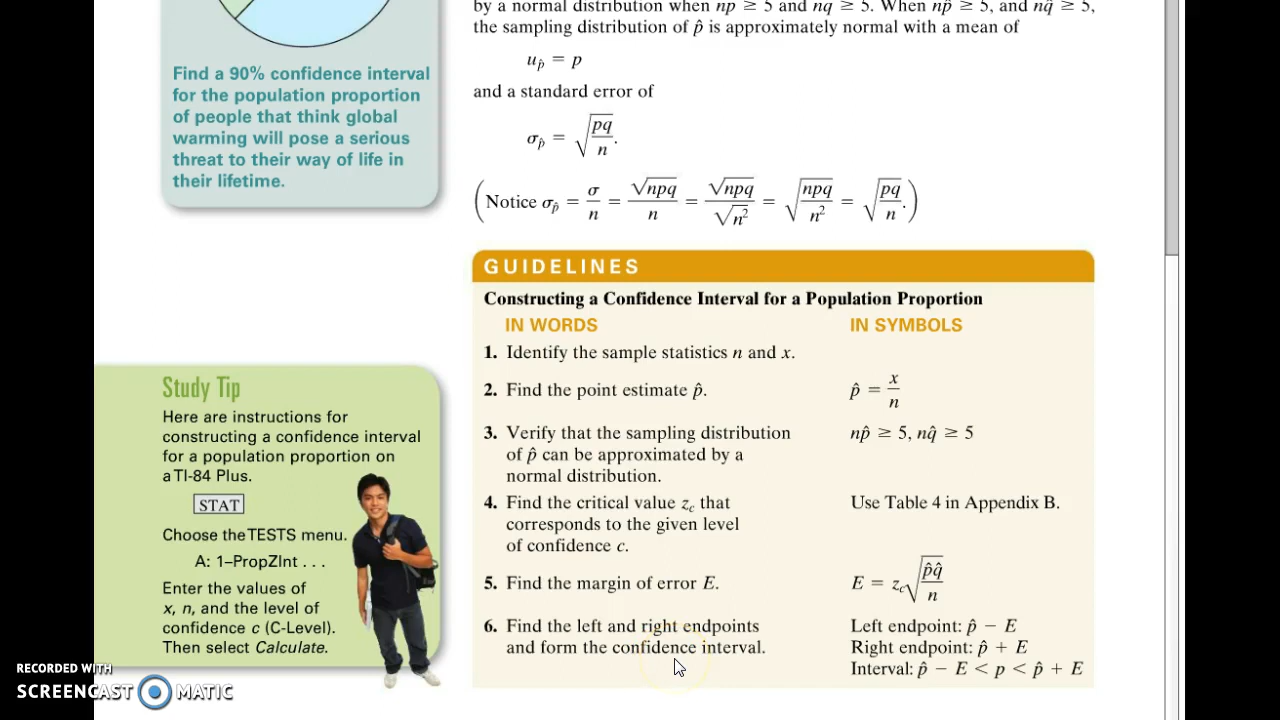 Find a 90% confidence interval
for the population proportion
of people that think global
warming will pose a serious
threat to their way of life in
their lifetime.
by a normal distribution when np ≥ 5 and nq ≥ 5. When np̂ ≥ 5, and nq̂ ≥ 5,
the sampling distribution of p̂ is approximately normal with a mean of
u_p̂ = p
and a standard error of
σ_p̂ = √(pq/n).
(Notice σ_p̂ = σ/n = √npq/n = √npq/√n² = √(npq/n²) = √(pq/n).)
GUIDELINES
Constructing a Confidence Interval for a Population Proportion
IN WORDS IN SYMBOLS
1. Identify the sample statistics n and x.
2. Find the point estimate p̂. p̂ = x/n
3. Verify that the sampling distribution np̂ ≥ 5, nq̂ ≥ 5
of p̂ can be approximated by a
normal distribution.
4. Find the critical value z_c that Use Table 4 in Appendix B.
corresponds to the given level
of confidence c.
5. Find the margin of error E. E = z_c√(p̂q̂/n)
6. Find the left and right endpoints Left endpoint: p̂ − E
and form the confidence interval. Right endpoint: p̂ + E
Interval: p̂ − E < p < p̂ + E
Study Tip
Here are instructions for
constructing a confidence interval
for a population proportion on
a TI-84 Plus.
STAT
Choose the TESTS menu.
A: 1–PropZInt . . .
Enter the values of
x, n, and the level of
confidence c (C-Level).
Then select Calculate.
RECORDED WITH
SCREENCAST MATIC